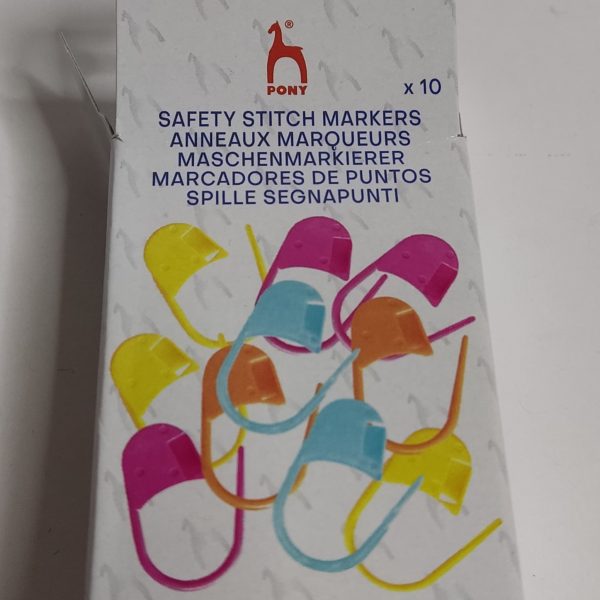 ®
PONY
x 10
SAFETY STITCH MARKERS
ANNEAUX MARQUEURS
MASCHENMARKIERER
MARCADORES DE PUNTOS
SPILLE SEGNAPUNTI